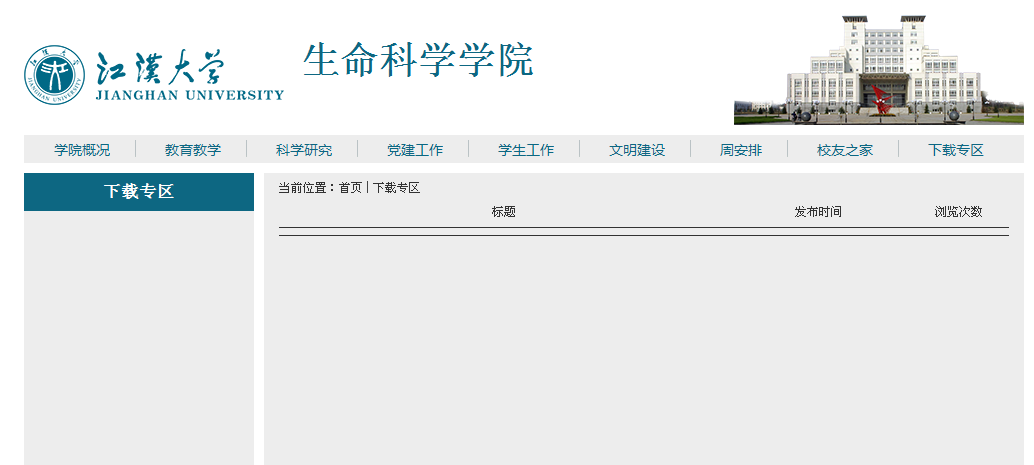 江漢大学
JIANGHAN UNIVERSITY
生命科学学院
学院概况 教育教学 科学研究 党建工作 学生工作 文明建设 周安排 校友之家 下载专区
下载专区
当前位置：首页 | 下载专区
标题 发布时间 浏览次数